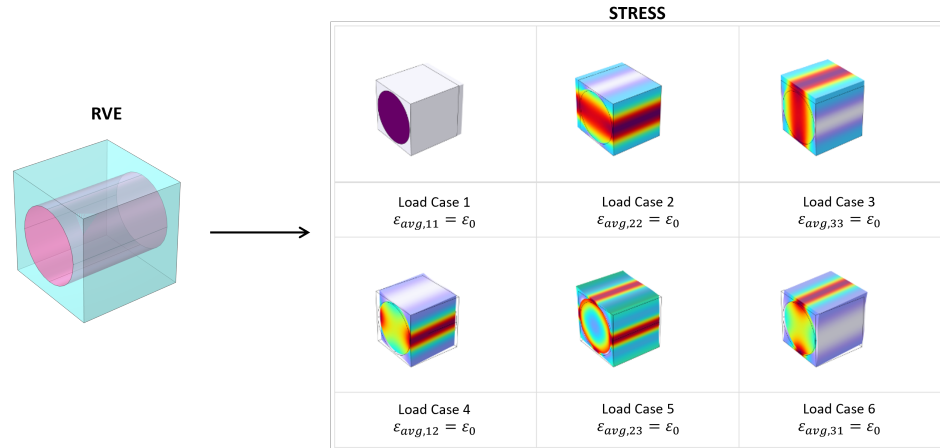 STRESS
RVE
Load Case 1
εavg,11 = ε0
Load Case 2
εavg,22 = ε0
Load Case 3
εavg,33 = ε0
Load Case 4
εavg,12 = ε0
Load Case 5
εavg,23 = ε0
Load Case 6
εavg,31 = ε0